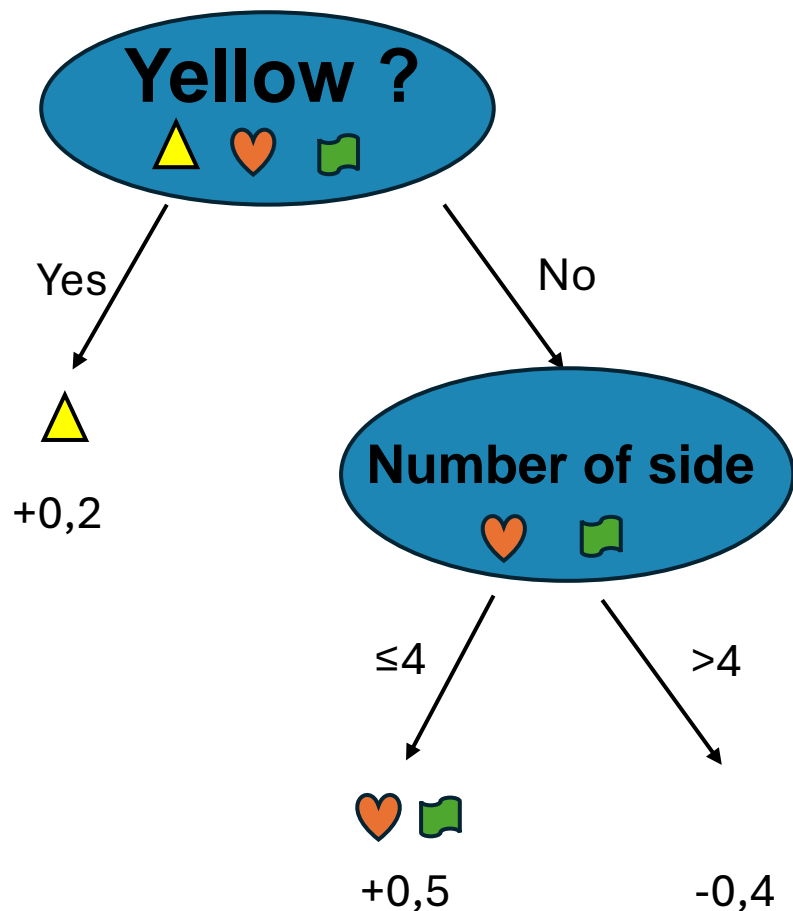 Yellow ?
Yes
No
+0,2
Number of side
≤4
>4
+0,5
-0,4